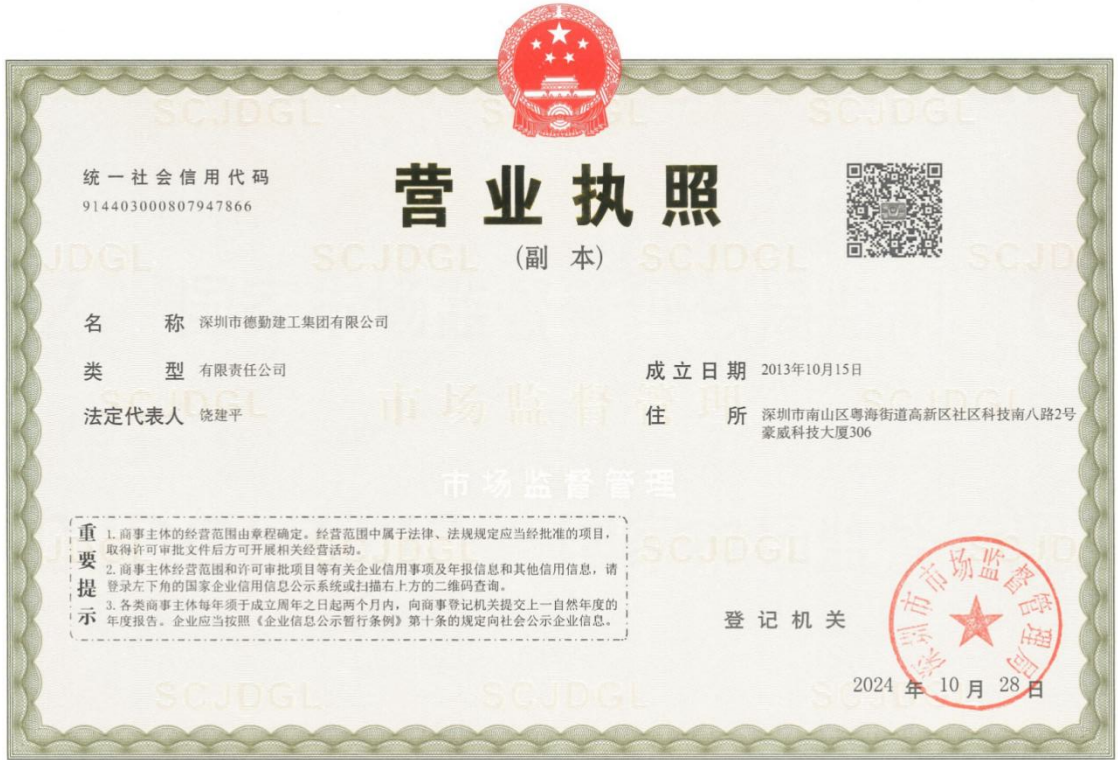 统一社会信用代码
914403000807947866
营业执照
(副 本)
名 称 深圳市德勤建工集团有限公司
类 型 有限责任公司
成立日期 2013年10月15日
法定代表人 饶建平
住 所 深圳市南山区粤海街道高新区社区科技南八路2号
豪威科技大厦306
重要提示
1. 商事主体的经营范围由章程确定。经营范围中属于法律、法规规定应当经批准的项目，
取得许可审批文件后方可开展相关经营活动。
2. 商事主体经营范围和许可审批项目等有关企业信用事项及年报信息和其他信用信息，请
登录左下角的国家企业信用信息公示系统或扫描右上方的二维码查询。
3. 各类商事主体每年须于成立周年之日起两个月内，向商事登记机关提交上一自然年度的
年度报告。企业应当按照《企业信息公示暂行条例》第十条的规定向社会公示企业信息。
登记机关
深圳市市场监督管理局
2024 年 10 月 28 日
SCJDGL
市场监督管理
市场监督管理